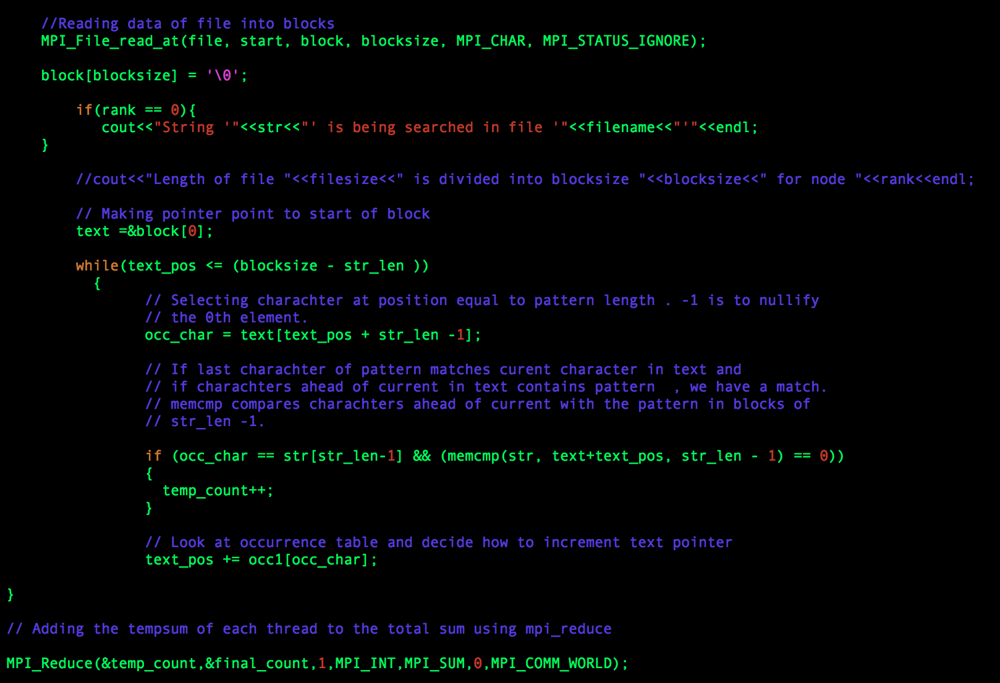 //Reading data of file into blocks
MPI_File_read_at(file, start, block, blocksize, MPI_CHAR, MPI_STATUS_IGNORE);
block[blocksize] = '\0';
if(rank == 0){
cout<<"String '"<<str<<"' is being searched in file '"<<filename<<"'"<<endl;
}
//cout<<"Length of file "<<filesize<<" is divided into blocksize "<<blocksize<<" for node "<<rank<<endl;
// Making pointer point to start of block
text =&block[0];
while(text_pos <= (blocksize - str_len ))
{
// Selecting charachter at position equal to pattern length . -1 is to nullify
// the 0th element.
occ_char = text[text_pos + str_len -1];
// If last charachter of pattern matches curent character in text and
// if charachters ahead of current in text contains pattern  , we have a match.
// memcmp compares charachters ahead of current with the pattern in blocks of
// str_len -1.
if (occ_char == str[str_len-1] && (memcmp(str, text+text_pos, str_len - 1) == 0))
{
temp_count++;
}
// Look at occurrence table and decide how to increment text pointer
text_pos += occ1[occ_char];
}
// Adding the tempsum of each thread to the total sum using mpi_reduce
MPI_Reduce(&temp_count,&final_count,1,MPI_INT,MPI_SUM,0,MPI_COMM_WORLD);